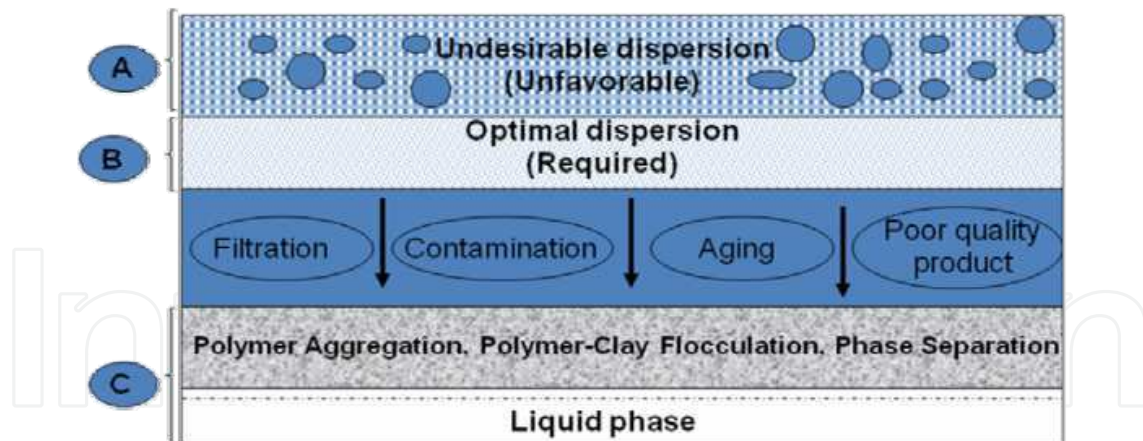 A
Undesirable dispersion
(Unfavorable)
B
Optimal dispersion
(Required)
Filtration
Contamination
Aging
Poor quality
product
C
Polymer Aggregation, Polymer-Clay Flocculation, Phase Separation
Liquid phase